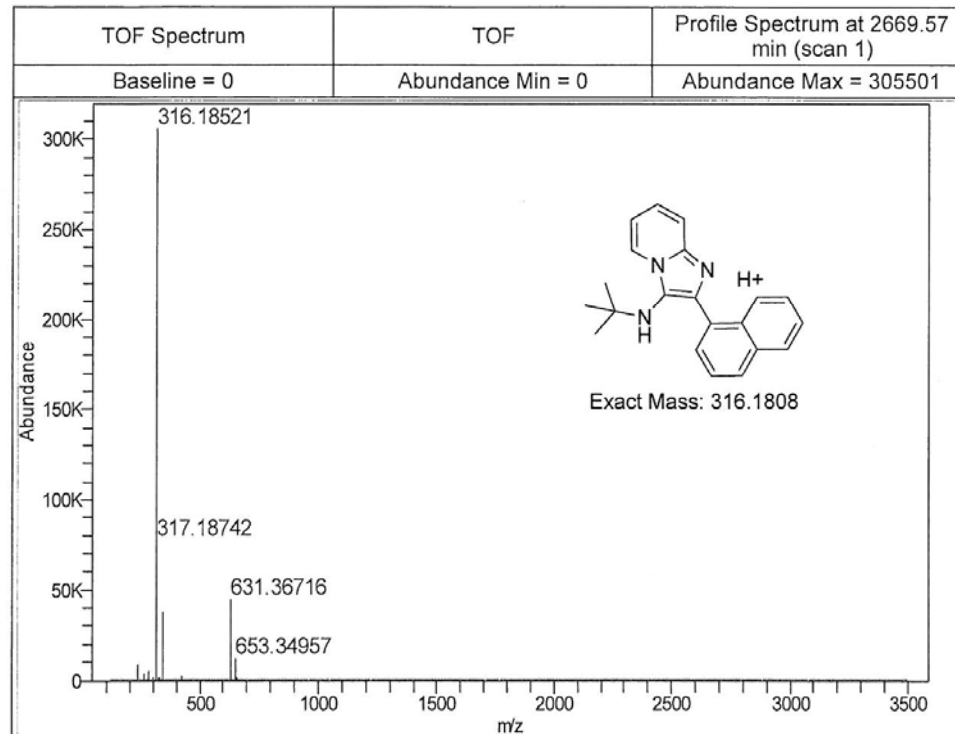 TOF Spectrum
TOF
Profile Spectrum at 2669.57
min (scan 1)
Baseline = 0
Abundance Min = 0
Abundance Max = 305501
316.18521
300K
250K
N
N
H+
200K
N
H
Abundance
Exact Mass: 316.1808
150K
100K
317.18742
50K
631.36716
653.34957
0
500
1000
1500
2000
2500
3000
3500
m/z